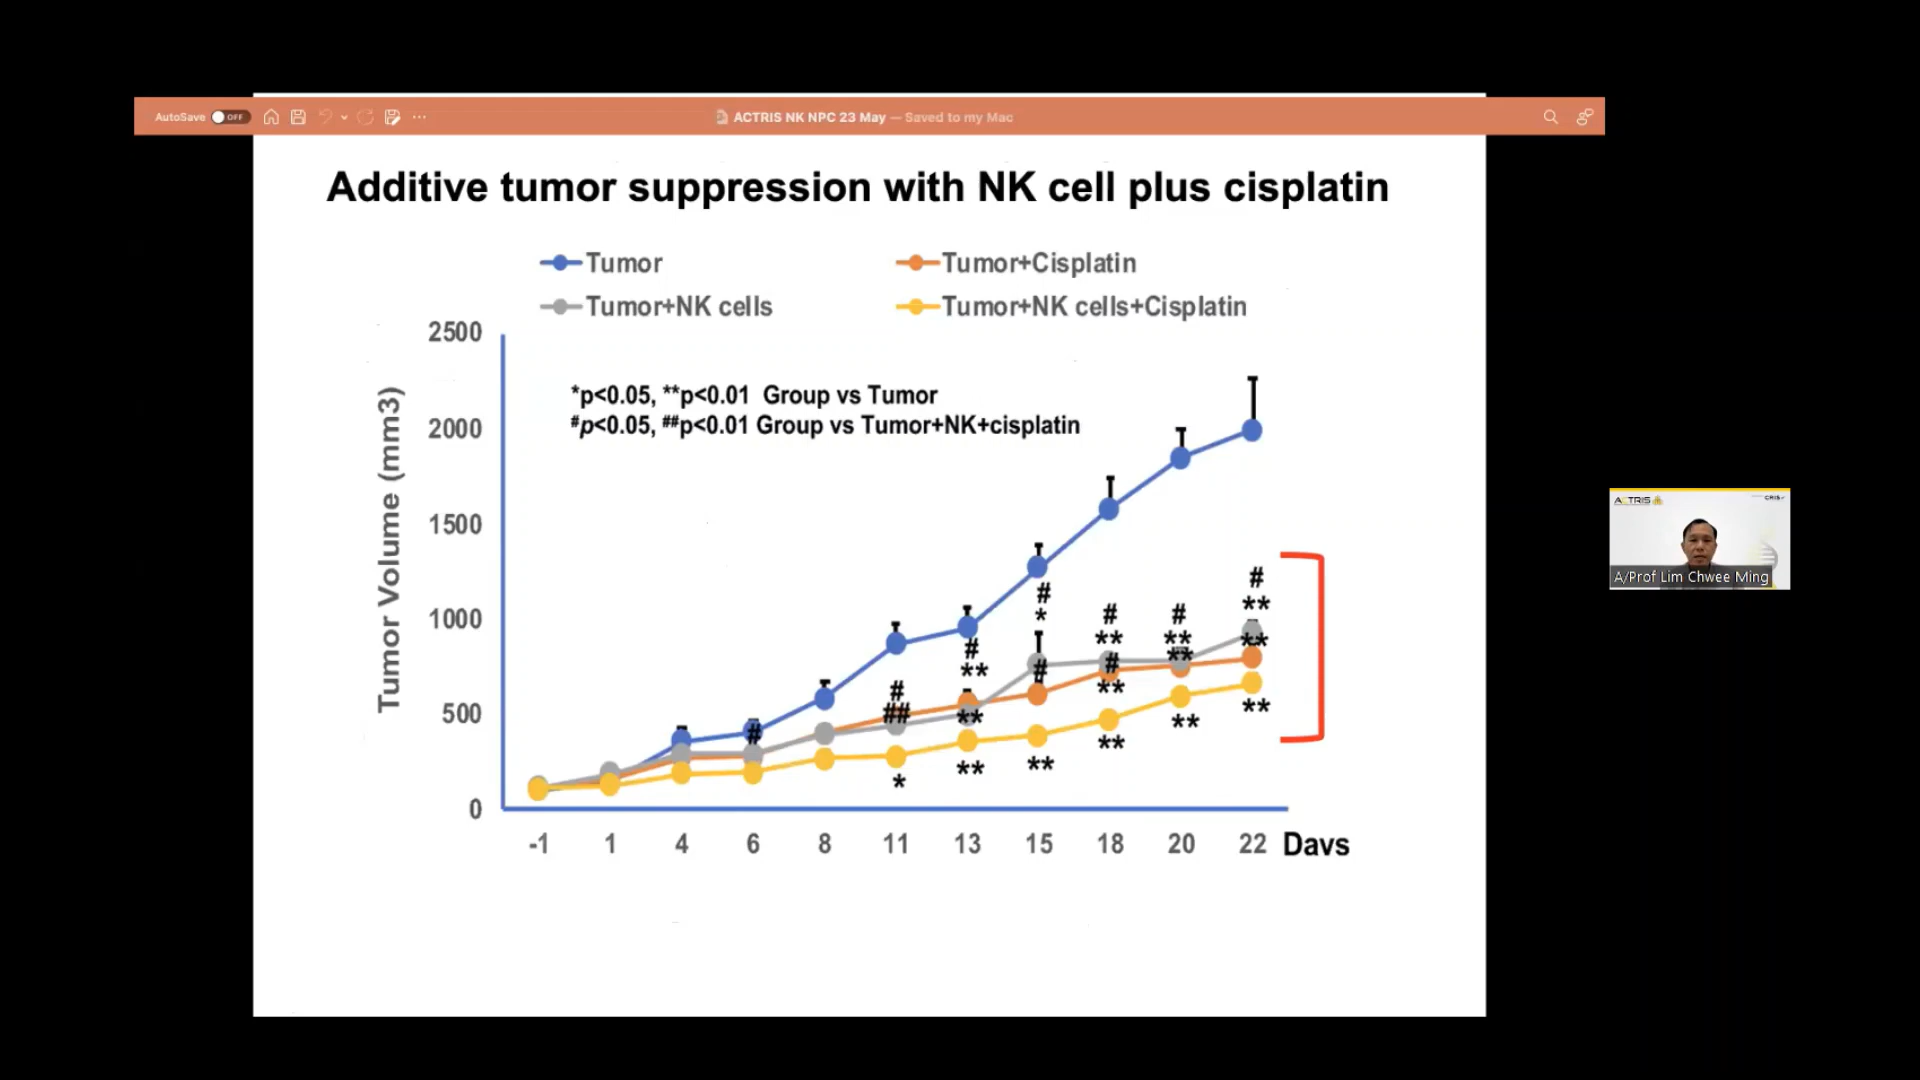 AutoSave OFF
ACTRIS NK NPC 23 May — Saved to my Mac
Additive tumor suppression with NK cell plus cisplatin
Tumor
Tumor+Cisplatin
Tumor+NK cells
Tumor+NK cells+Cisplatin
Tumor Volume (mm3)
2500
2000
1500
1000
500
0
*p<0.05, **p<0.01 Group vs Tumor
#p<0.05, ##p<0.01 Group vs Tumor+NK+cisplatin
#
*
#
**
#
**
#
**
**
**
#
**
#
#
**
#
##
**
#
**
**
**
**
**
*
-1 1 4 6 8 11 13 15 18 20 22 Davs
ACTRIS
CRIS
A/Prof Lim Chwee Ming